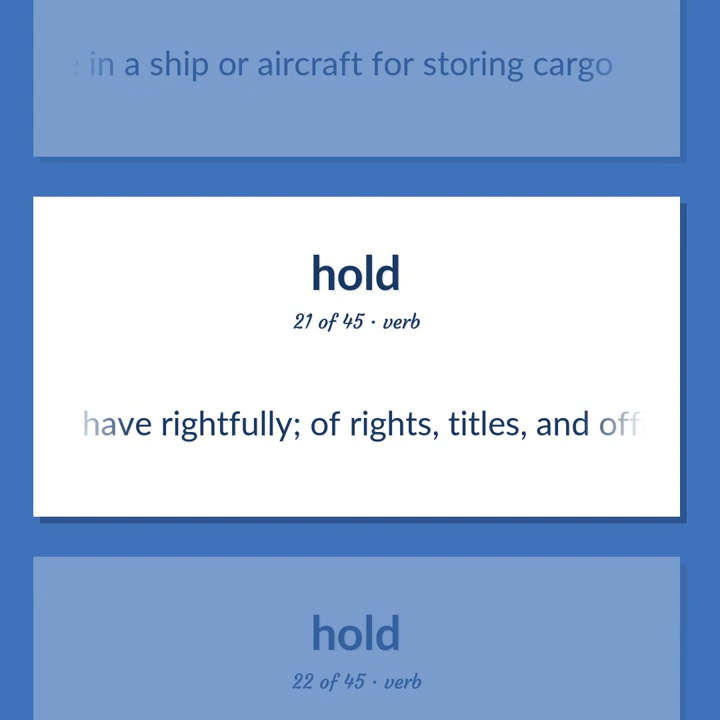 in a ship or aircraft for storing cargo
hold
21 of 45 · verb
have rightfully; of rights, titles, and
hold
22 of 45 · verb